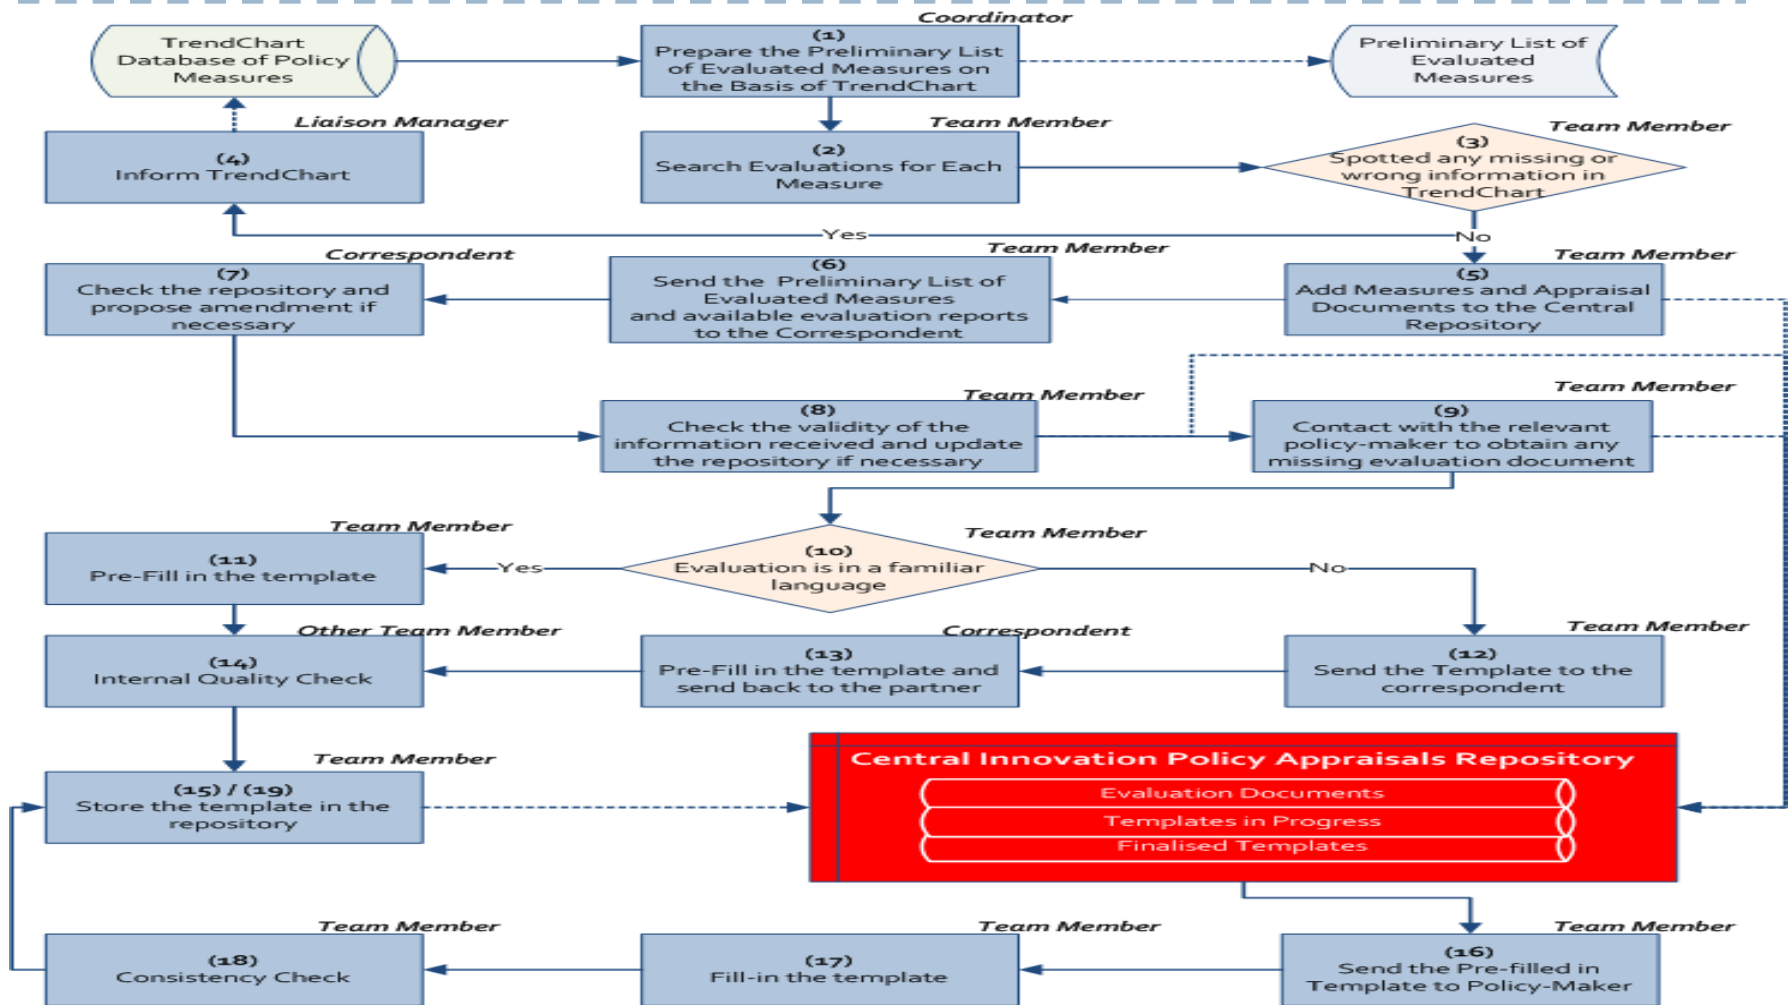 Coordinator
TrendChart
Database of Policy
Measures
(1)
Prepare the Preliminary List
of Evaluated Measures on
the Basis of TrendChart
Preliminary List of
Evaluated
Measures
Liaison Manager
(4)
Inform TrendChart
Team Member
(2)
Search Evaluations for Each
Measure
Team Member
(3)
Spotted any missing or
wrong information in
TrendChart
Yes
No
Correspondent
(7)
Check the repository and
propose amendment if
necessary
Team Member
(6)
Send the Preliminary List of
Evaluated Measures
and available evaluation reports
to the Correspondent
Team Member
(5)
Add Measures and Appraisal
Documents to the Central
Repository
Team Member
(8)
Check the validity of the
information received and update
the repository if necessary
Team Member
(9)
Contact with the relevant
policy-maker to obtain any
missing evaluation document
Team Member
(11)
Pre-Fill in the template
Yes
Team Member
(10)
Evaluation is in a familiar
language
No
Other Team Member
(14)
Internal Quality Check
Correspondent
(13)
Pre-Fill in the template and
send back to the partner
Team Member
(12)
Send the Template to the
correspondent
Team Member
(15) / (19)
Store the template in the
repository
Central Innovation Policy Appraisals Repository
Evaluation Documents
Templates in Progress
Finalised Templates
Team Member
(18)
Consistency Check
Team Member
(17)
Fill-in the template
Team Member
(16)
Send the Pre-filled in
Template to Policy-Maker